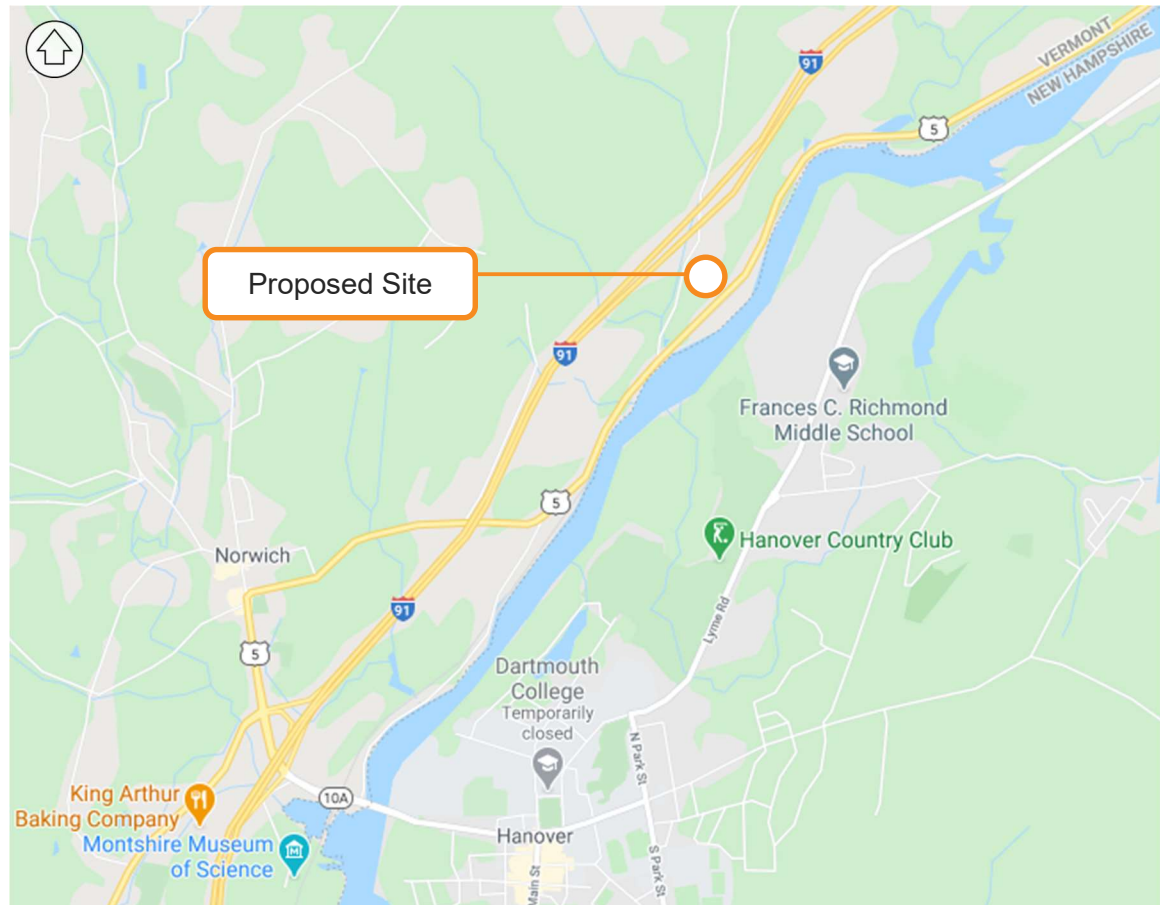 91
VERMONT
NEW HAMPSHIRE
5
Proposed Site
91
Frances C. Richmond
Middle School
5
Hanover Country Club
Norwich
91
Lyme Rd
5
Dartmouth
College
Temporarily
closed
N Park St
King Arthur
Baking Company
10A
Montshire Museum
of Science
Hanover
Main St
S Park St